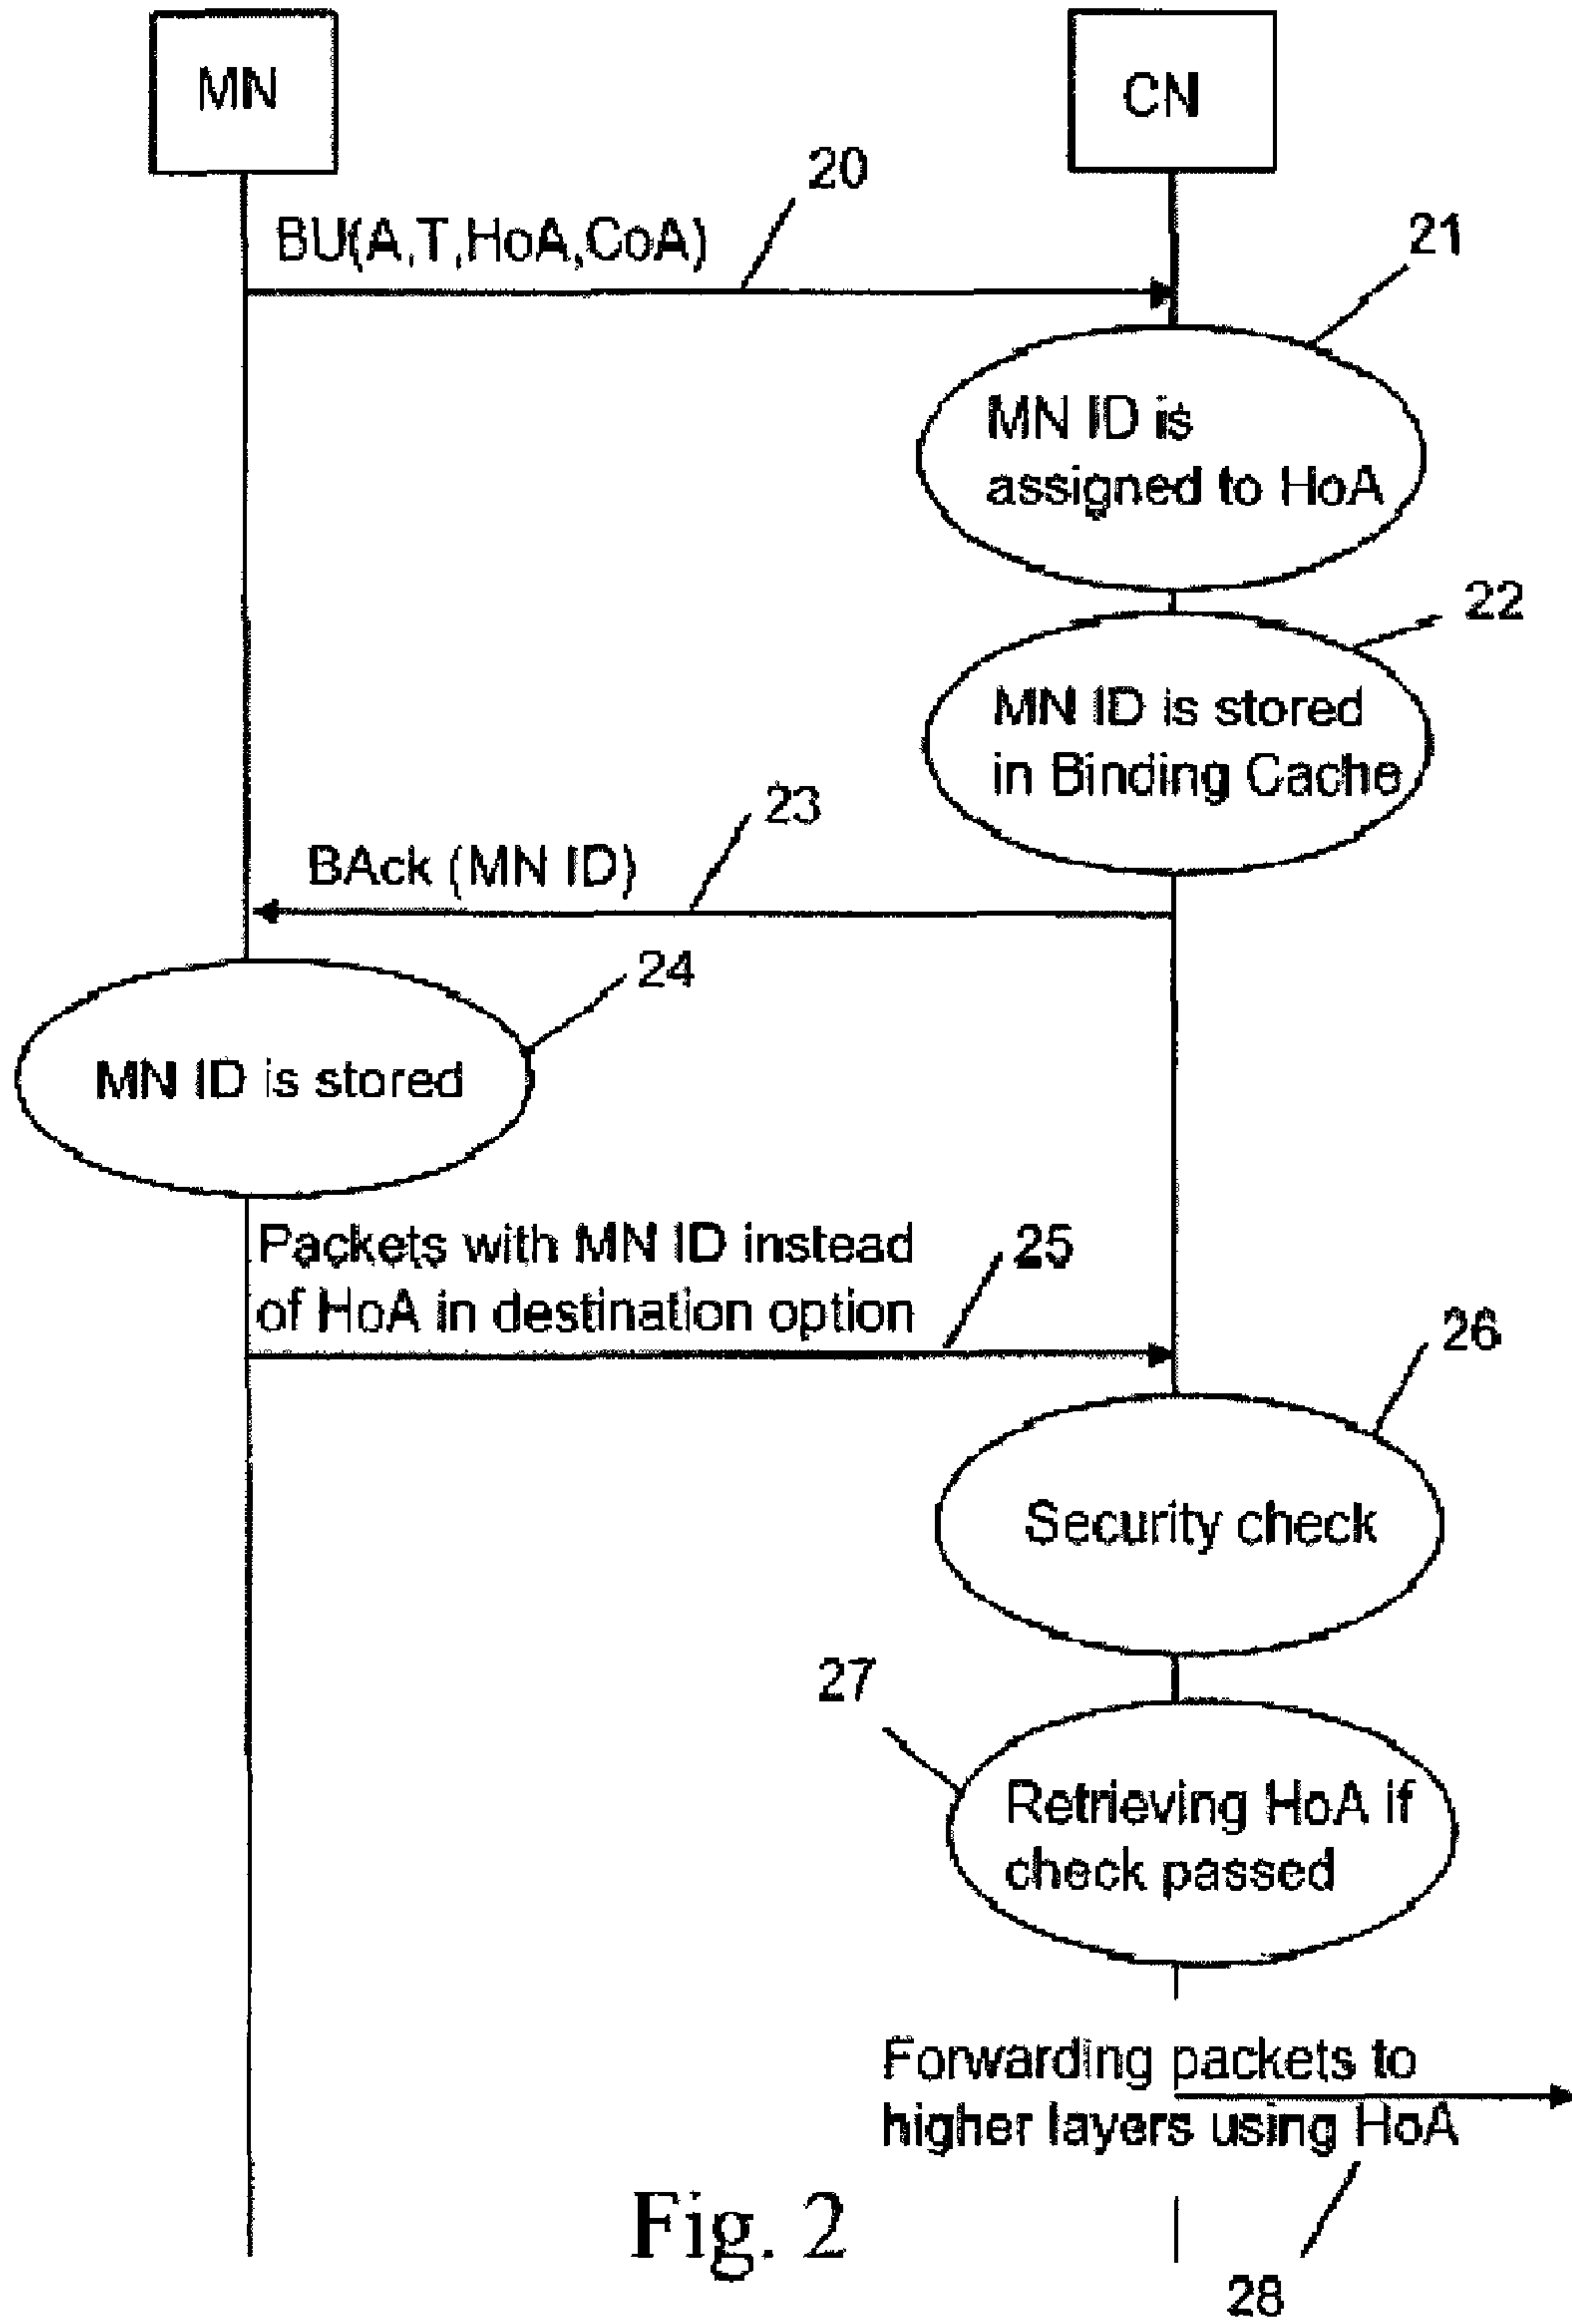 MN
CN
20
BU(A,T,HoA,CoA)
21
MN ID is
assigned to HoA
22
MN ID is stored
in Binding Cache
23
BAck (MN ID)
24
MN ID is stored
Packets with MN ID instead
of HoA in destination option
25
26
Security check
27
Retrieving HoA if
check passed
Forwarding packets to
higher layers using HoA
Fig. 2
28